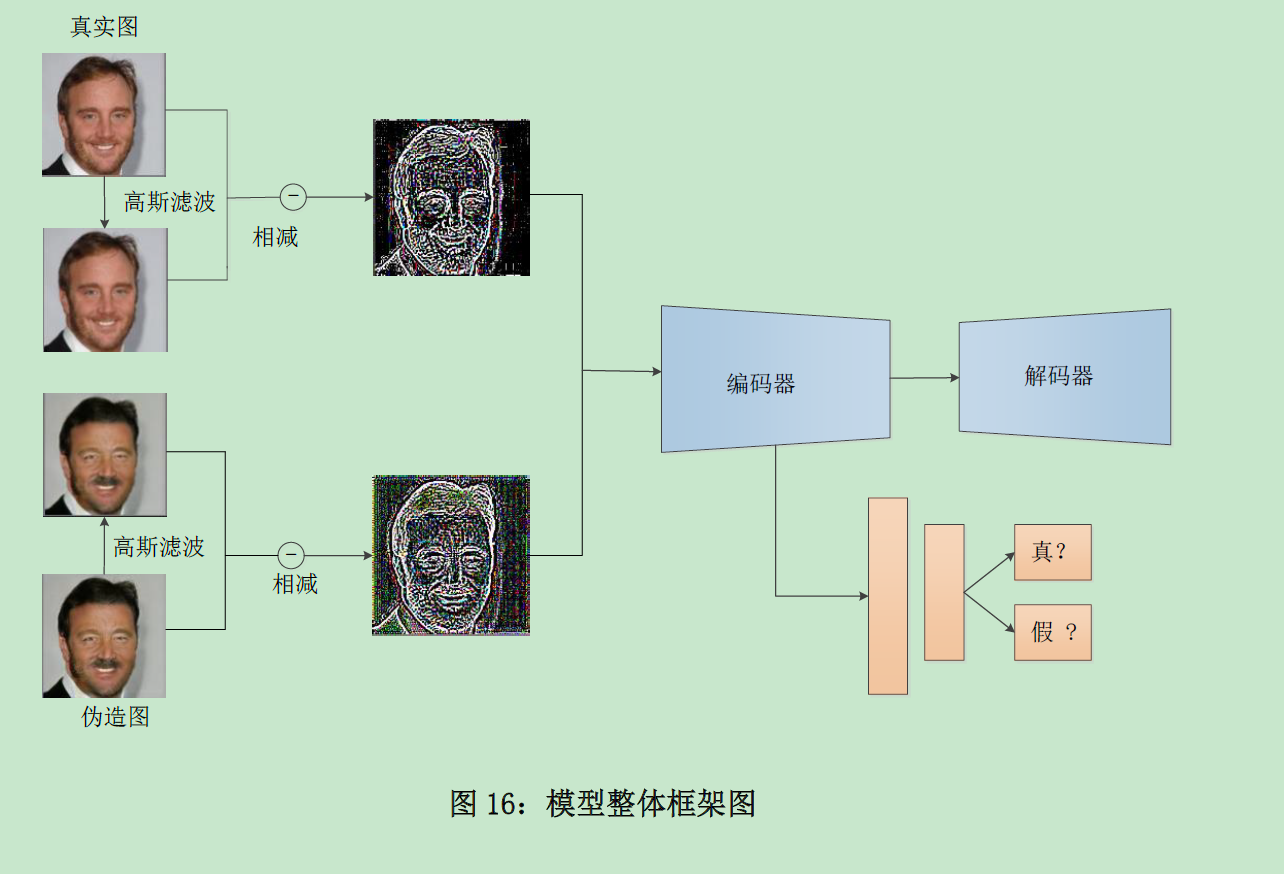 真实图
高斯滤波
−
相减
编码器
解码器
高斯滤波
−
相减
真？
假 ？
伪造图
图 16：模型整体框架图